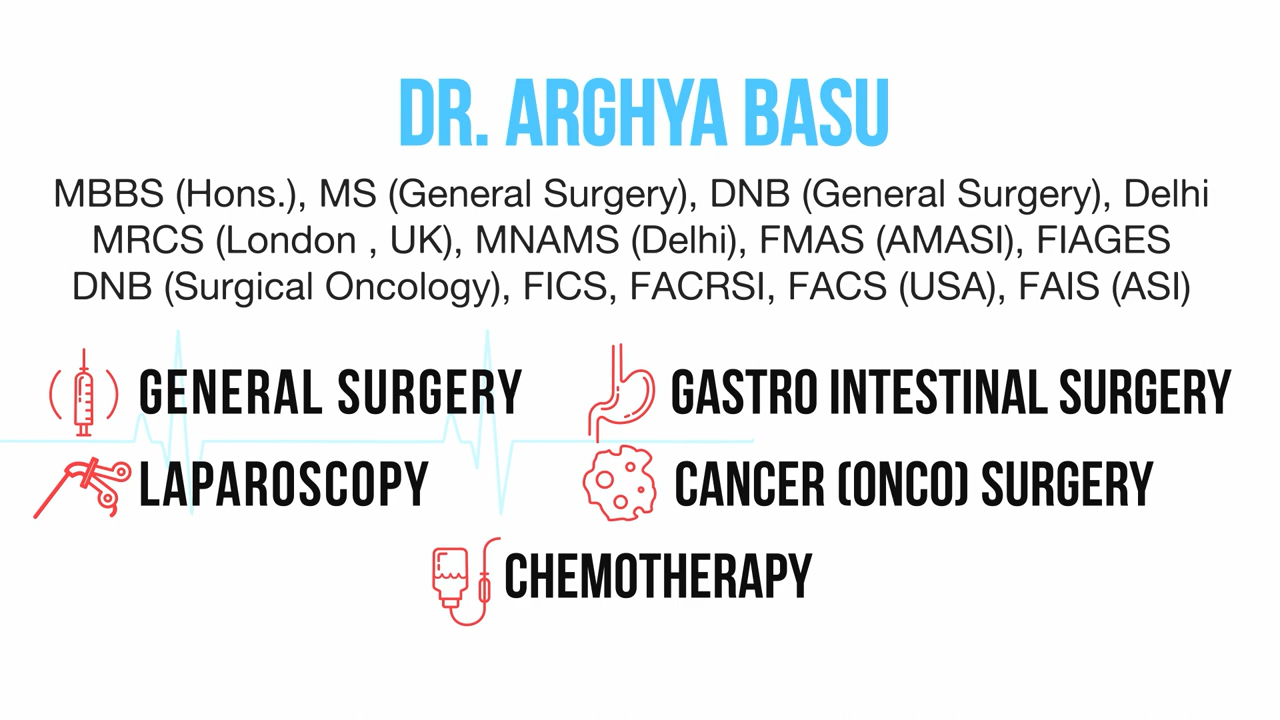 DR. ARGHYA BASU
MBBS (Hons.), MS (General Surgery), DNB (General Surgery), Delhi
MRCS (London , UK), MNAMS (Delhi), FMAS (AMASI), FIAGES
DNB (Surgical Oncology), FICS, FACRSI, FACS (USA), FAIS (ASI)
GENERAL SURGERY
GASTRO INTESTINAL SURGERY
LAPAROSCOPY
CANCER (ONCO) SURGERY
CHEMOTHERAPY